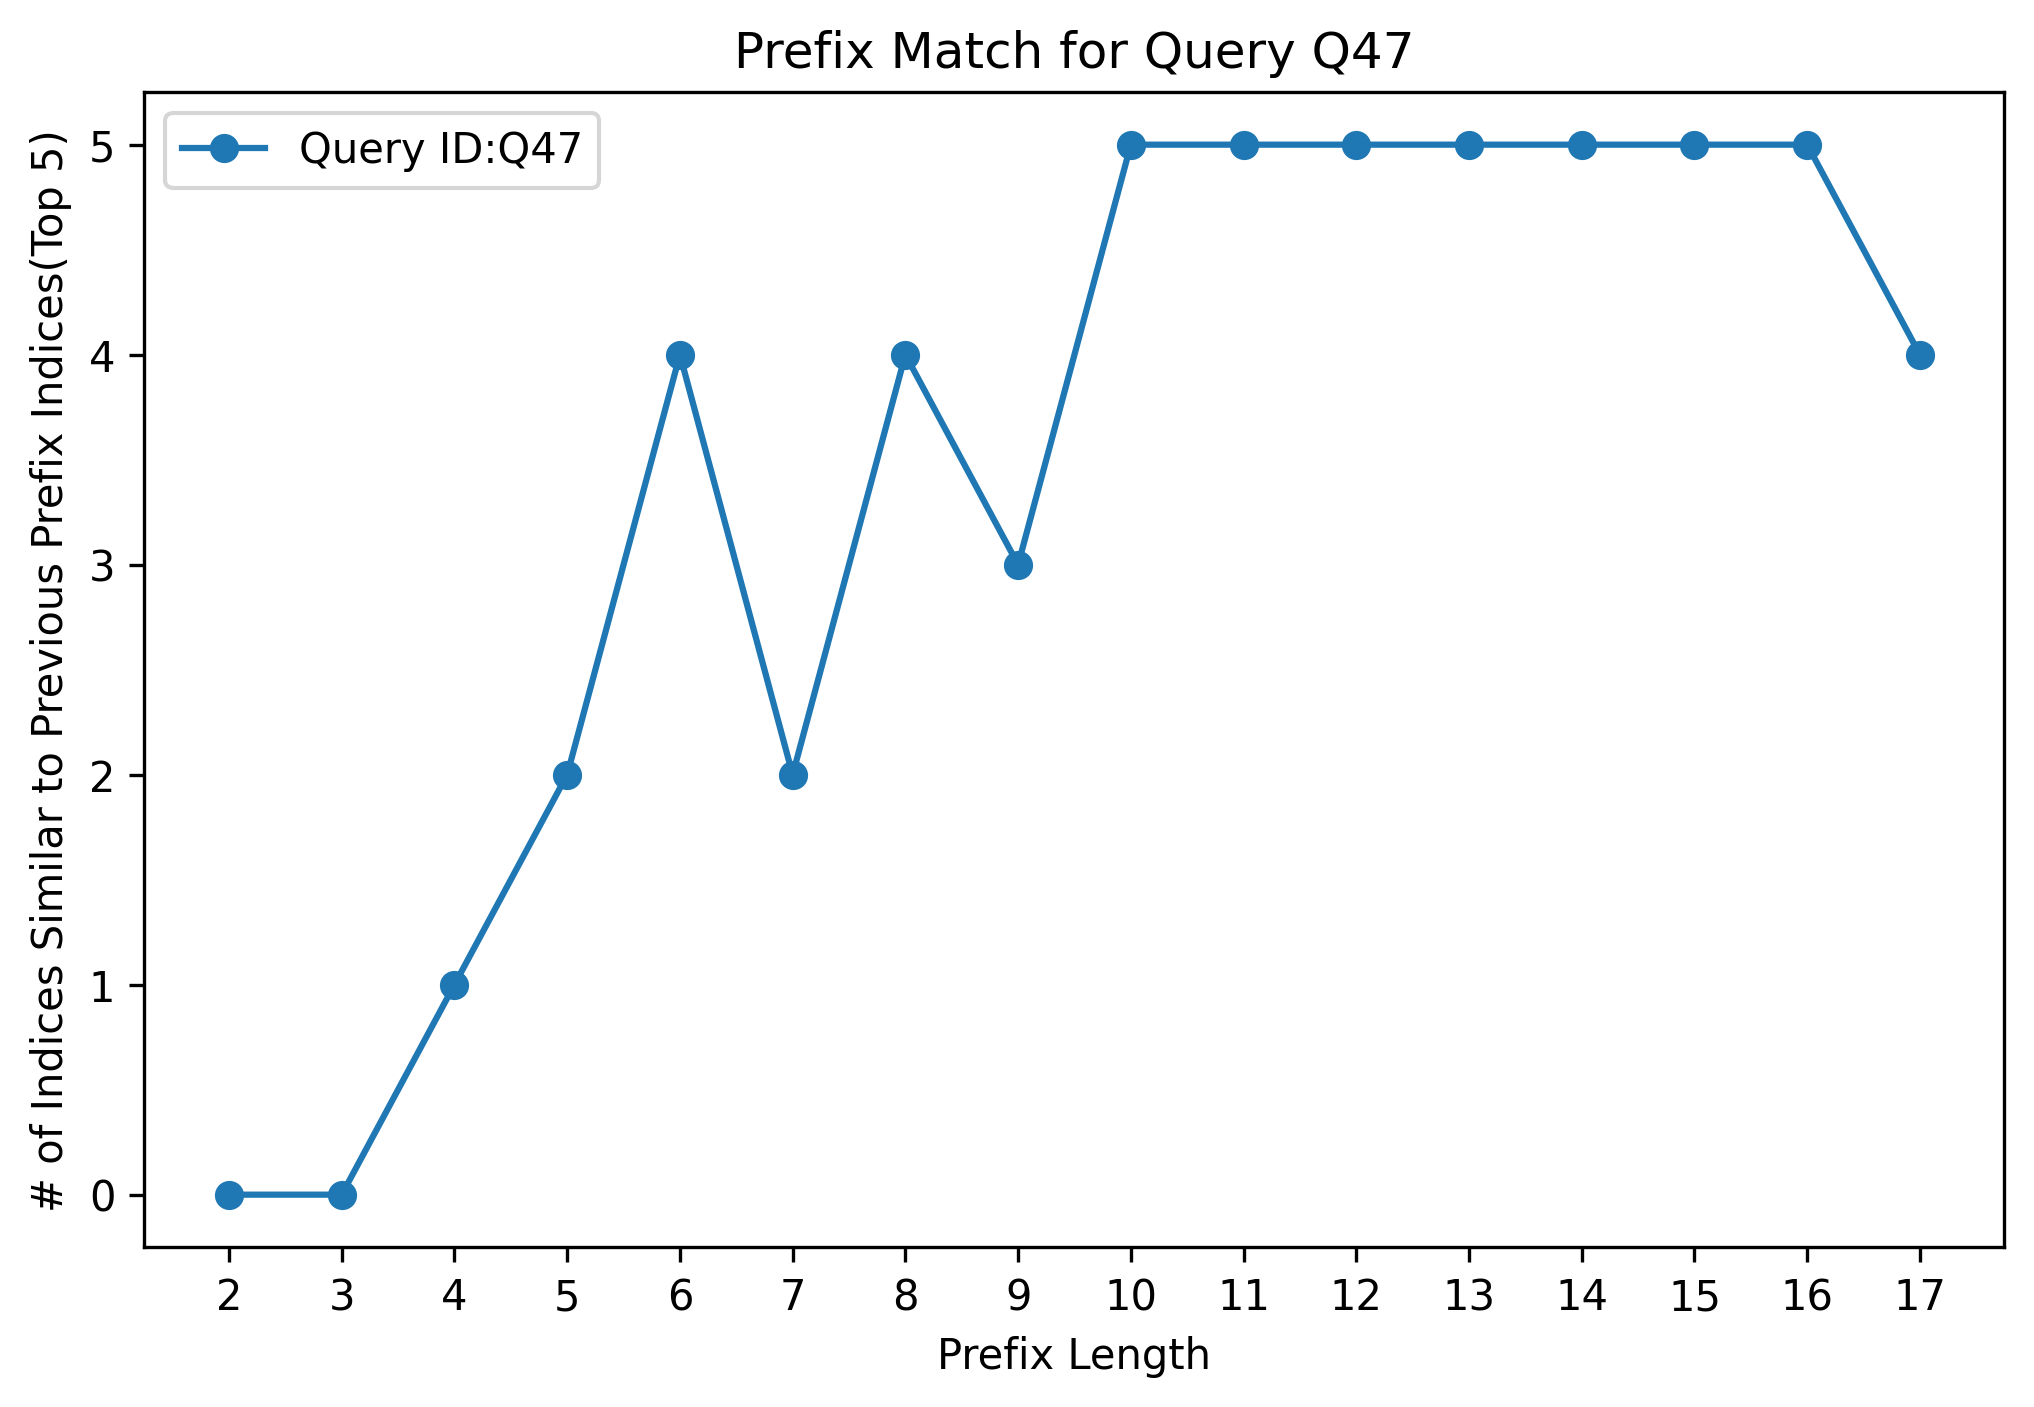 Prefix Match for Query Q47
Query ID:Q47
# of Indices Similar to Previous Prefix Indices(Top 5)
5
4
3
2
1
0
2 3 4 5 6 7 8 9 10 11 12 13 14 15 16 17
Prefix Length